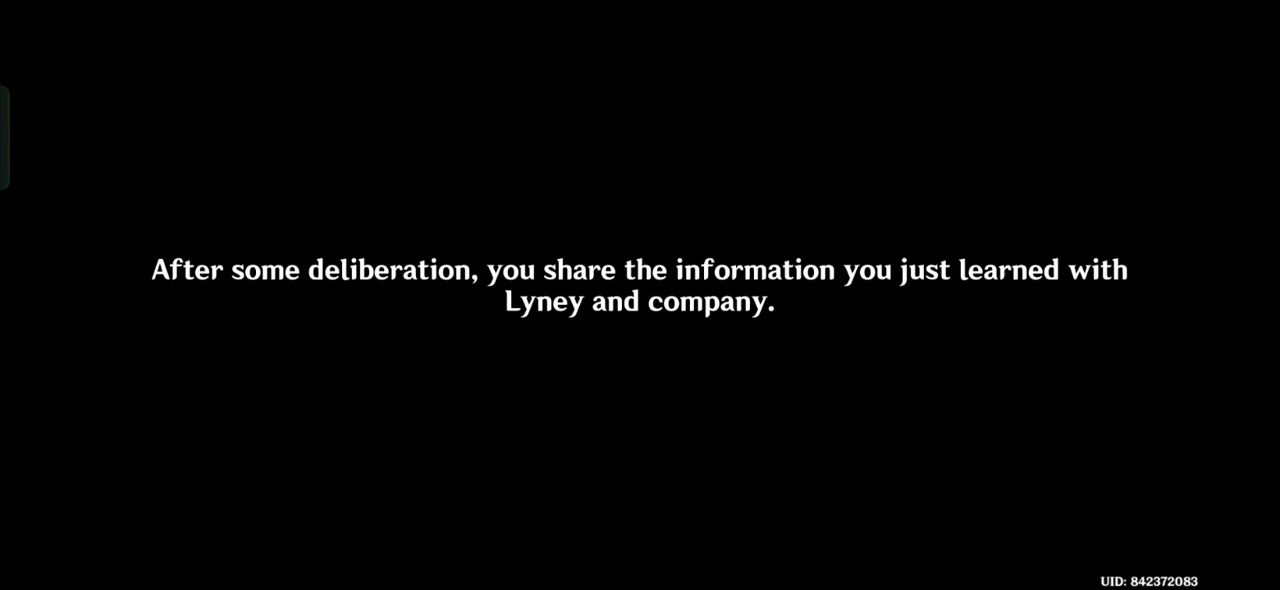 After some deliberation, you share the information you just learned with
Lyney and company.
UID: 842372083